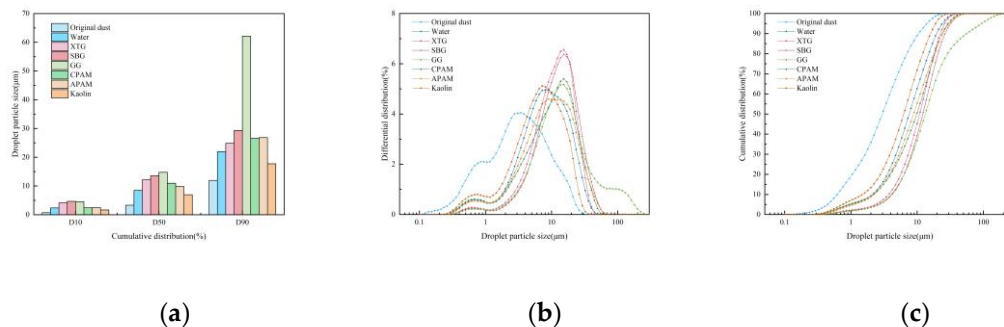 70
60
50
40
30
20
10
0
Droplet particle size(μm)
Original dust
Water
XTG
SBG
GG
CPAM
APAM
Kaolin
D10 D50 D90
Cumulative distribution(%)
(a)
8
6
4
2
0
Differential distribution(%)
Original dust
Water
XTG
SBG
GG
CPAM
APAM
Kaolin
0.1 1 10 100
Droplet particle size(μm)
(b)
100
90
80
70
60
50
40
30
20
10
0
Cumulative distribution(%)
Original dust
Water
XTG
SBG
GG
CPAM
APAM
Kaolin
0.1 1 10 100
Droplet particle size(μm)
(c)